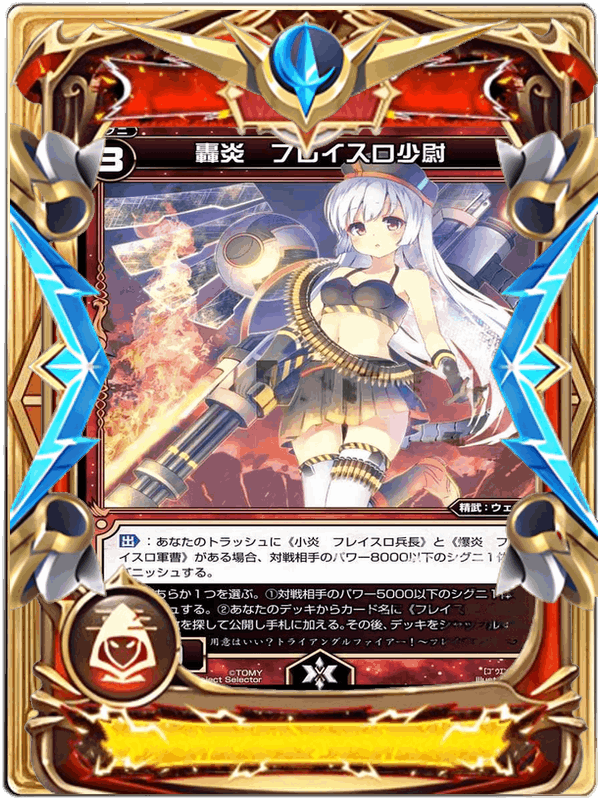 3
轟炎 フレイスロ少尉
精武:ウェ
出:あなたのトラッシュに《小炎 フレイスロ兵長》と《爆炎 フ
イスロ軍曹》がある場合、対戦相手のパワー8000以下のシグニ1体
ニッシュする。
ちらか1つを選ぶ。①対戦相手のパワー5000以下のシグニ1
シュする。②あなたのデッキからカード名に《フレイス
を探して公開し手札に加える。その後、デッキをシ
用意はいい?トライアングルファイアー!~フレ
©TOMY
ject Selector
Illus